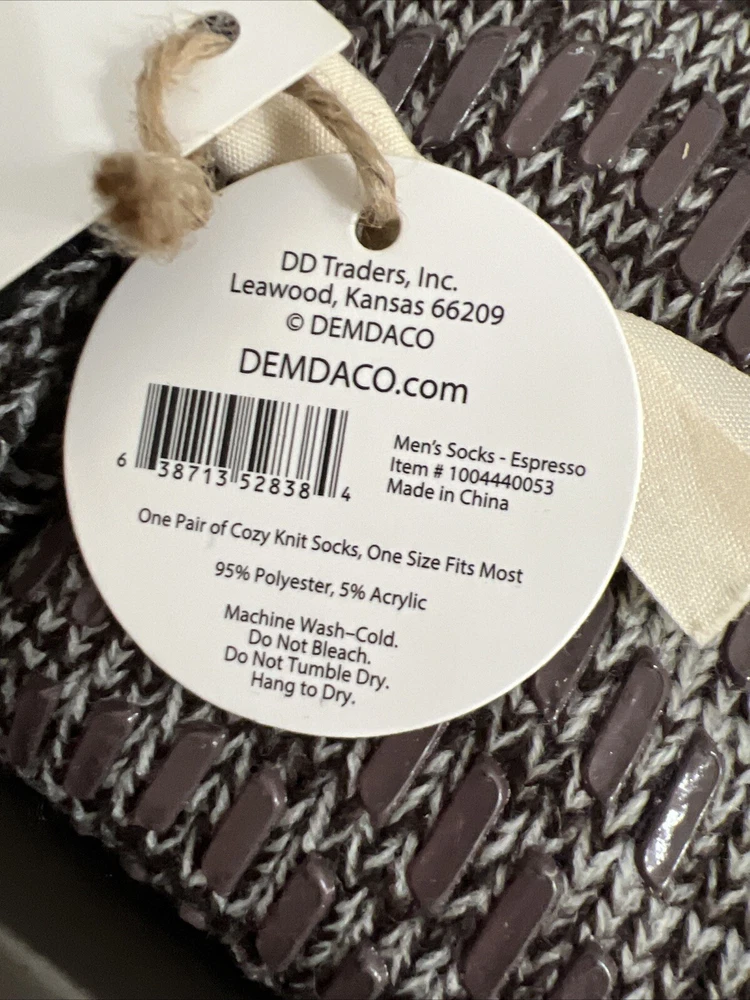 DD Traders, Inc.
Leawood, Kansas 66209
© DEMDACO
DEMDACO.com
6 38713 52838 4
Men's Socks - Espresso
Item # 1004440053
Made in China
One Pair of Cozy Knit Socks, One Size Fits Most
95% Polyester, 5% Acrylic
Machine Wash–Cold.
Do Not Bleach.
Do Not Tumble Dry.
Hang to Dry.